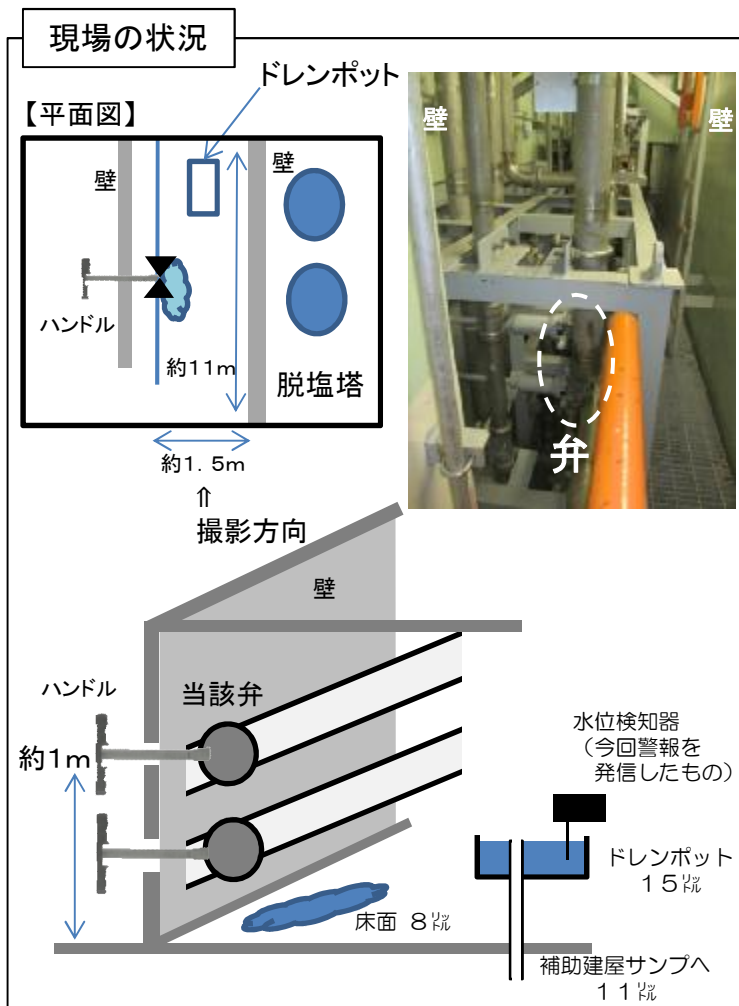 現場の状況
ドレンポット
【平面図】
壁
壁
ハンドル
約11m
脱塩塔
約1.5m
⇑
撮影方向
壁
壁
弁
壁
ハンドル
当該弁
約1m
水位検知器
（今回警報を
発信したもの）
ドレンポット
15㍑
床面 8㍑
補助建屋サンプへ
11㍑